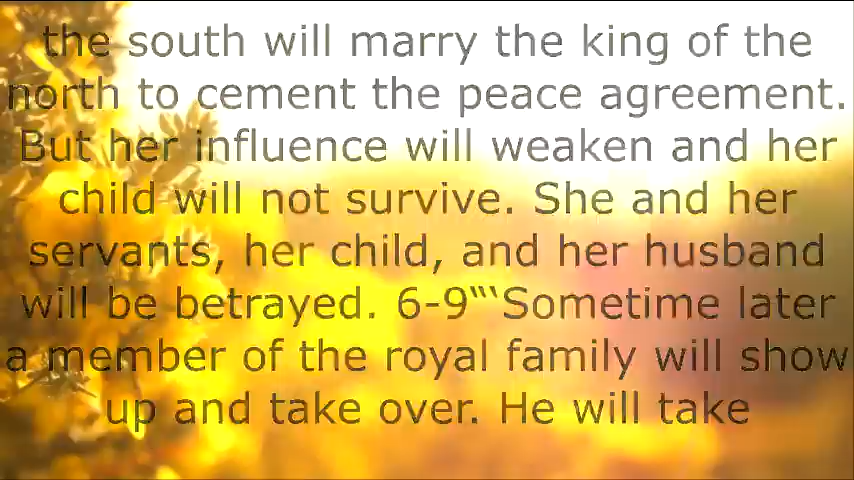 the south will marry the king of the
north to cement the peace agreement.
But her influence will weaken and her
child will not survive. She and her
servants, her child, and her husband
will be betrayed. 6-9"‘Sometime later
a member of the royal family will show
up and take over. He will take